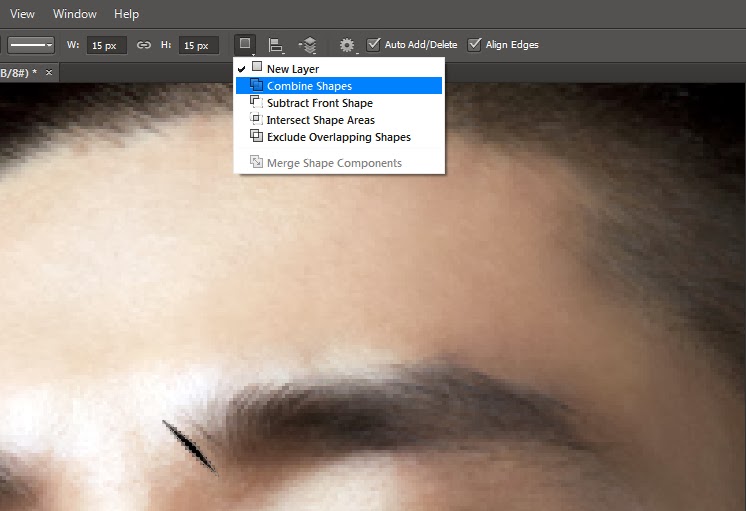 View Window Help
W: 15 px H: 15 px Auto Add/Delete Align Edges
B/8#) * ×
New Layer
Combine Shapes
Subtract Front Shape
Intersect Shape Areas
Exclude Overlapping Shapes
Merge Shape Components